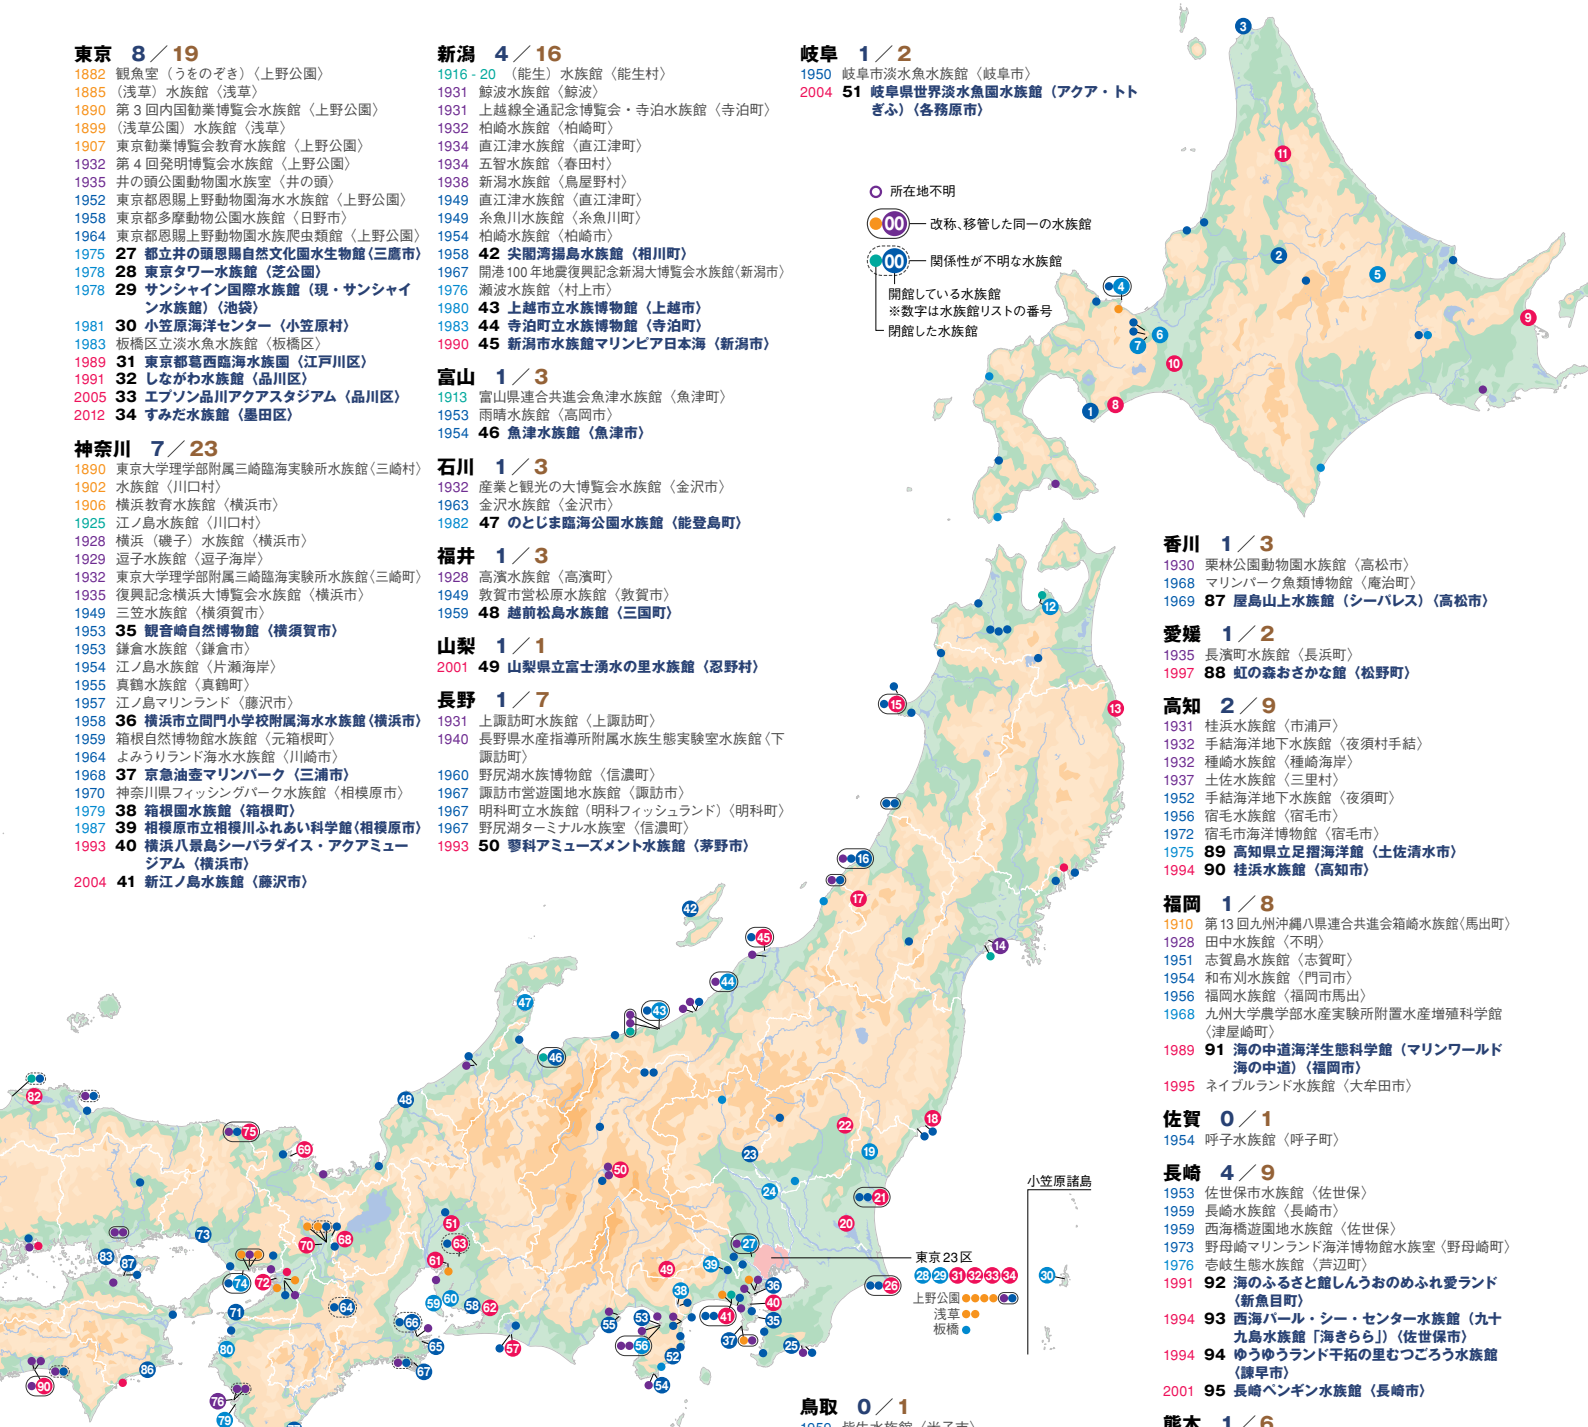 東京 8／19
1882 観魚室（うをのぞき）〈上野公園〉
1885 （浅草）水族館〈浅草〉
1890 第3回内国勧業博覧会水族館〈上野公園〉
1899 （浅草公園）水族館〈浅草〉
1907 東京勧業博覧会教育水族館〈上野公園〉
1932 第4回発明博覧会水族館〈上野公園〉
1935 井の頭公園動物園水族室〈井の頭〉
1952 東京都恩賜上野動物園海水水族館〈上野公園〉
1958 東京都多摩動物公園水族館〈日野市〉
1964 東京都恩賜上野動物園水族爬虫類館〈上野公園〉
1975 27 都立井の頭恩賜自然文化園水生物館〈三鷹市〉
1978 28 東京タワー水族館〈芝公園〉
1978 29 サンシャイン国際水族館（現・サンシャイ
ン水族館）〈池袋〉
1981 30 小笠原海洋センター〈小笠原村〉
1983 板橋区立淡水魚水族館〈板橋区〉
1989 31 東京都葛西臨海水族園〈江戸川区〉
1991 32 しながわ水族館〈品川区〉
2005 33 エプソン品川アクアスタジアム〈品川区〉
2012 34 すみだ水族館〈墨田区〉
神奈川 7／23
1890 東京大学理学部附属三崎臨海実験所水族館〈三崎村〉
1902 水族館〈川口村〉
1906 横浜教育水族館〈横浜市〉
1925 江ノ島水族館〈川口村〉
1928 横浜（磯子）水族館〈横浜市〉
1929 逗子水族館〈逗子海岸〉
1932 東京大学理学部附属三崎臨海実験所水族館〈三崎町〉
1935 復興記念横浜大博覧会水族館〈横浜市〉
1949 三笠水族館〈横須賀市〉
1953 35 観音崎自然博物館〈横須賀市〉
1953 鎌倉水族館〈鎌倉市〉
1954 江ノ島水族館〈片瀬海岸〉
1955 真鶴水族館〈真鶴町〉
1957 江ノ島マリンランド〈藤沢市〉
1958 36 横浜市立間門小学校附属海水水族館〈横浜市〉
1959 箱根自然博物館水族館〈元箱根町〉
1964 よみうりランド海水水族館〈川崎市〉
1968 37 京急油壺マリンパーク〈三浦市〉
1970 神奈川県フィッシングパーク水族館〈相模原市〉
1979 38 箱根園水族館〈箱根町〉
1987 39 相模原市立相模川ふれあい科学館〈相模原市〉
1993 40 横浜八景島シーパラダイス・アクアミュー
ジアム〈横浜市〉
2004 41 新江ノ島水族館〈藤沢市〉
新潟 4／16
1916-20 （能生）水族館〈能生村〉
1931 鯨波水族館〈鯨波〉
1931 上越線全通記念博覧会・寺泊水族館〈寺泊町〉
1932 柏崎水族館〈柏崎町〉
1934 直江津水族館〈直江津町〉
1934 五智水族館〈春田村〉
1938 新潟水族館〈鳥屋野村〉
1949 直江津水族館〈直江津町〉
1949 糸魚川水族館〈糸魚川町〉
1954 柏崎水族館〈柏崎市〉
1958 42 尖閣湾揚島水族館〈相川町〉
1967 開港100年地震復興記念新潟大博覧会水族館〈新潟市〉
1976 瀬波水族館〈村上市〉
1980 43 上越市立水族博物館〈上越市〉
1983 44 寺泊町立水族博物館〈寺泊町〉
1990 45 新潟市水族館マリンピア日本海〈新潟市〉
富山 1／3
1913 富山県連合共進会魚津水族館〈魚津町〉
1953 雨晴水族館〈高岡市〉
1954 46 魚津水族館〈魚津市〉
石川 1／3
1932 産業と観光の大博覧会水族館〈金沢市〉
1963 金沢水族館〈金沢市〉
1982 47 のとじま臨海公園水族館〈能登島町〉
福井 1／3
1928 高濱水族館〈高濱町〉
1949 敦賀市営松原水族館〈敦賀市〉
1959 48 越前松島水族館〈三国町〉
山梨 1／1
2001 49 山梨県立富士湧水の里水族館〈忍野村〉
長野 1／7
1931 上諏訪町水族館〈上諏訪町〉
1940 長野県水産指導所附属水族生態実験室水族館〈下
諏訪町〉
1960 野尻湖水族博物館〈信濃町〉
1967 諏訪市営遊園地水族館〈諏訪市〉
1967 明科町立水族館（明科フィッシュランド）〈明科町〉
1967 野尻湖ターミナル水族室〈信濃町〉
1993 50 蓼科アミューズメント水族館〈茅野市〉
岐阜 1／2
1950 岐阜市淡水魚水族館〈岐阜市〉
2004 51 岐阜県世界淡水魚園水族館（アクア・トト
ぎふ）〈各務原市〉
所在地不明
00 改称、移管した同一の水族館
00 関係性が不明な水族館
開館している水族館
※数字は水族館リストの番号
閉館した水族館
3
11
2
5
4
9
6
7
10
1
8
12
15
13
16
17
42
14
45
44
47
43
46
82
48
18
75
22
69
19
23
50
24
21
51
20
73
68
70
63
27
83
87
61
39
49
74
72
26
38
36
59
60
58
62
64
40
71
41
66
55
53
35
57
37
80
65
56
25
52
86
67
90
54
76
79
小笠原諸島
30
東京23区
28 29 31 32 33 34
上野公園
浅草
板橋
香川 1／3
1930 栗林公園動物園水族館〈高松市〉
1968 マリンパーク魚類博物館〈庵治町〉
1969 87 屋島山上水族館（シーパレス）〈高松市〉
愛媛 1／2
1935 長濱町水族館〈長浜町〉
1997 88 虹の森おさかな館〈松野町〉
高知 2／9
1931 桂浜水族館〈市浦戸〉
1932 手結海洋地下水族館〈夜須村手結〉
1932 種崎水族館〈種崎海岸〉
1937 土佐水族館〈三里村〉
1952 手結海洋地下水族館〈夜須町〉
1956 宿毛水族館〈宿毛市〉
1972 宿毛市海洋博物館〈宿毛市〉
1975 89 高知県立足摺海洋館〈土佐清水市〉
1994 90 桂浜水族館〈高知市〉
福岡 1／8
1910 第13回九州沖縄八県連合共進会箱崎水族館〈馬出町〉
1928 田中水族館〈不明〉
1951 志賀島水族館〈志賀町〉
1954 和布刈水族館〈門司市〉
1956 福岡水族館〈福岡市馬出〉
1968 九州大学農学部水産実験所附置水産増殖科学館
〈津屋崎町〉
1989 91 海の中道海洋生態科学館（マリンワールド
海の中道）〈福岡市〉
1995 ネイブルランド水族館〈大牟田市〉
佐賀 0／1
1954 呼子水族館〈呼子町〉
長崎 4／9
1953 佐世保市水族館〈佐世保〉
1959 長崎水族館〈長崎市〉
1959 西海橋遊園地水族館〈佐世保〉
1973 野母崎マリンランド海洋博物館水族室〈野母崎町〉
1976 壱岐生態水族館〈芦辺町〉
1991 92 海のふるさと館しんうおのめふれ愛ランド
〈新魚目町〉
1994 93 西海パール・シー・センター水族館（九十
九島水族館「海きらら」）〈佐世保市〉
1994 94 ゆうゆうランド干拓の里むつごろう水族館
〈諫早市〉
2001 95 長崎ペンギン水族館〈長崎市〉
鳥取 0／1